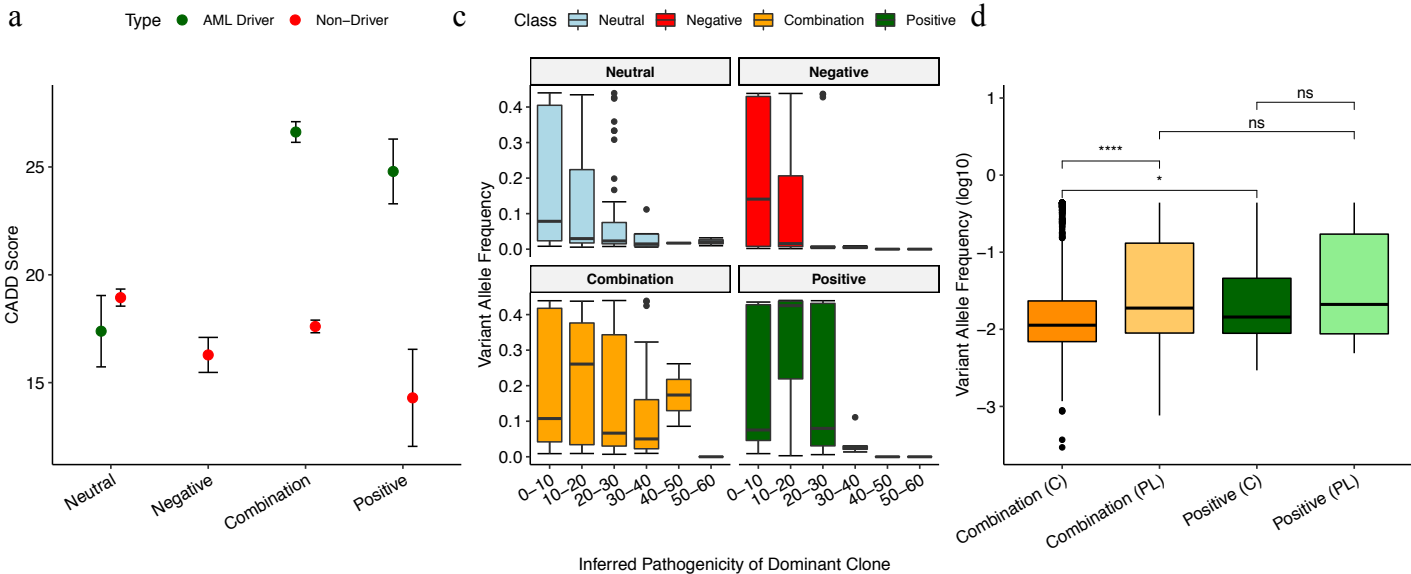 a
Type AML Driver Non−Driver
CADD Score
25
20
15
Neutral
Negative
Combination
Positive
c
Class Neutral Negative Combination Positive
Neutral
Negative
Variant Allele Frequency
0.4
0.3
0.2
0.1
0.0
Combination
Positive
0.4
0.3
0.2
0.1
0.0
0−10
10−20
20−30
30−40
40−50
50−60
0−10
10−20
20−30
30−40
40−50
50−60
Inferred Pathogenicity of Dominant Clone
d
Variant Allele Frequency (log10)
1
0
−1
−2
−3
ns
ns
****
*
Combination (C)
Combination (PL)
Positive (C)
Positive (PL)